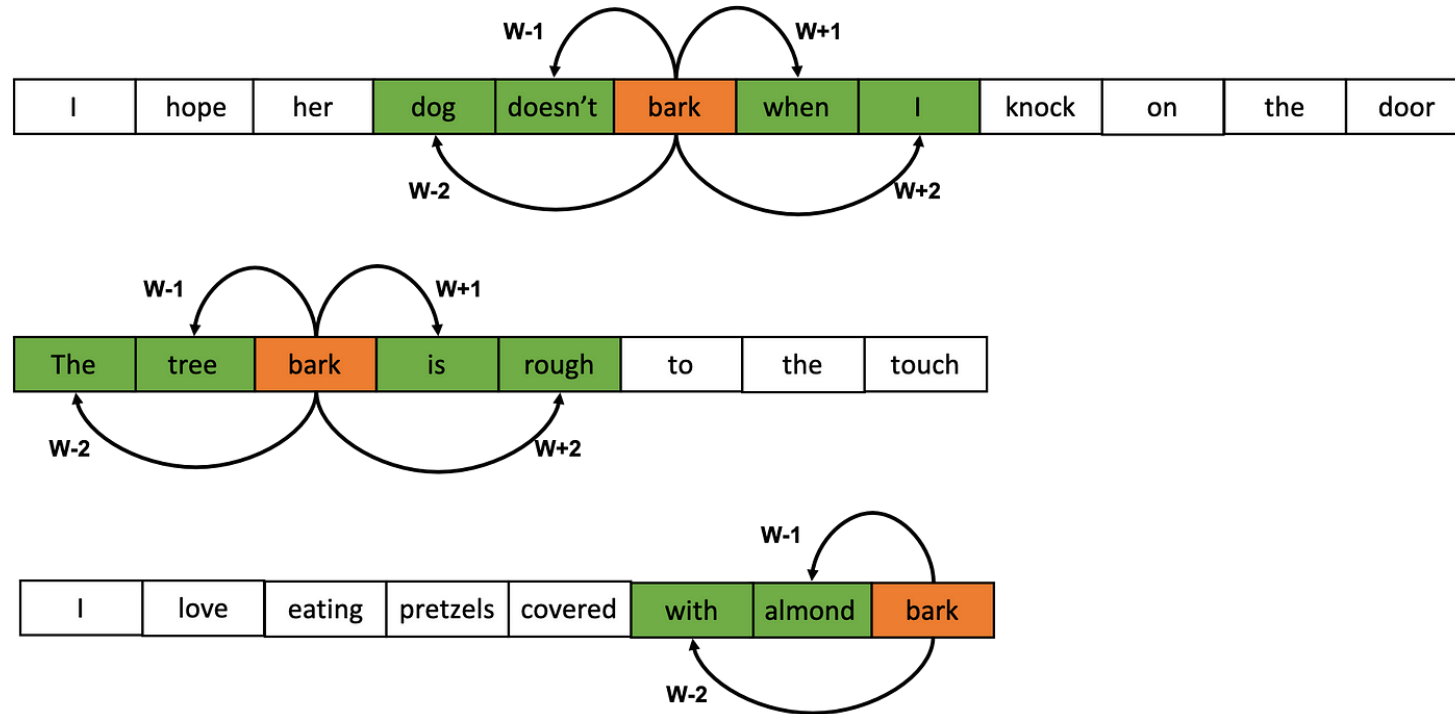 W-1 W+1
I hope her dog doesn't bark when I knock on the door
W-2 W+2
W-1 W+1
The tree bark is rough to the touch
W-2 W+2
W-1
I love eating pretzels covered with almond bark
W-2